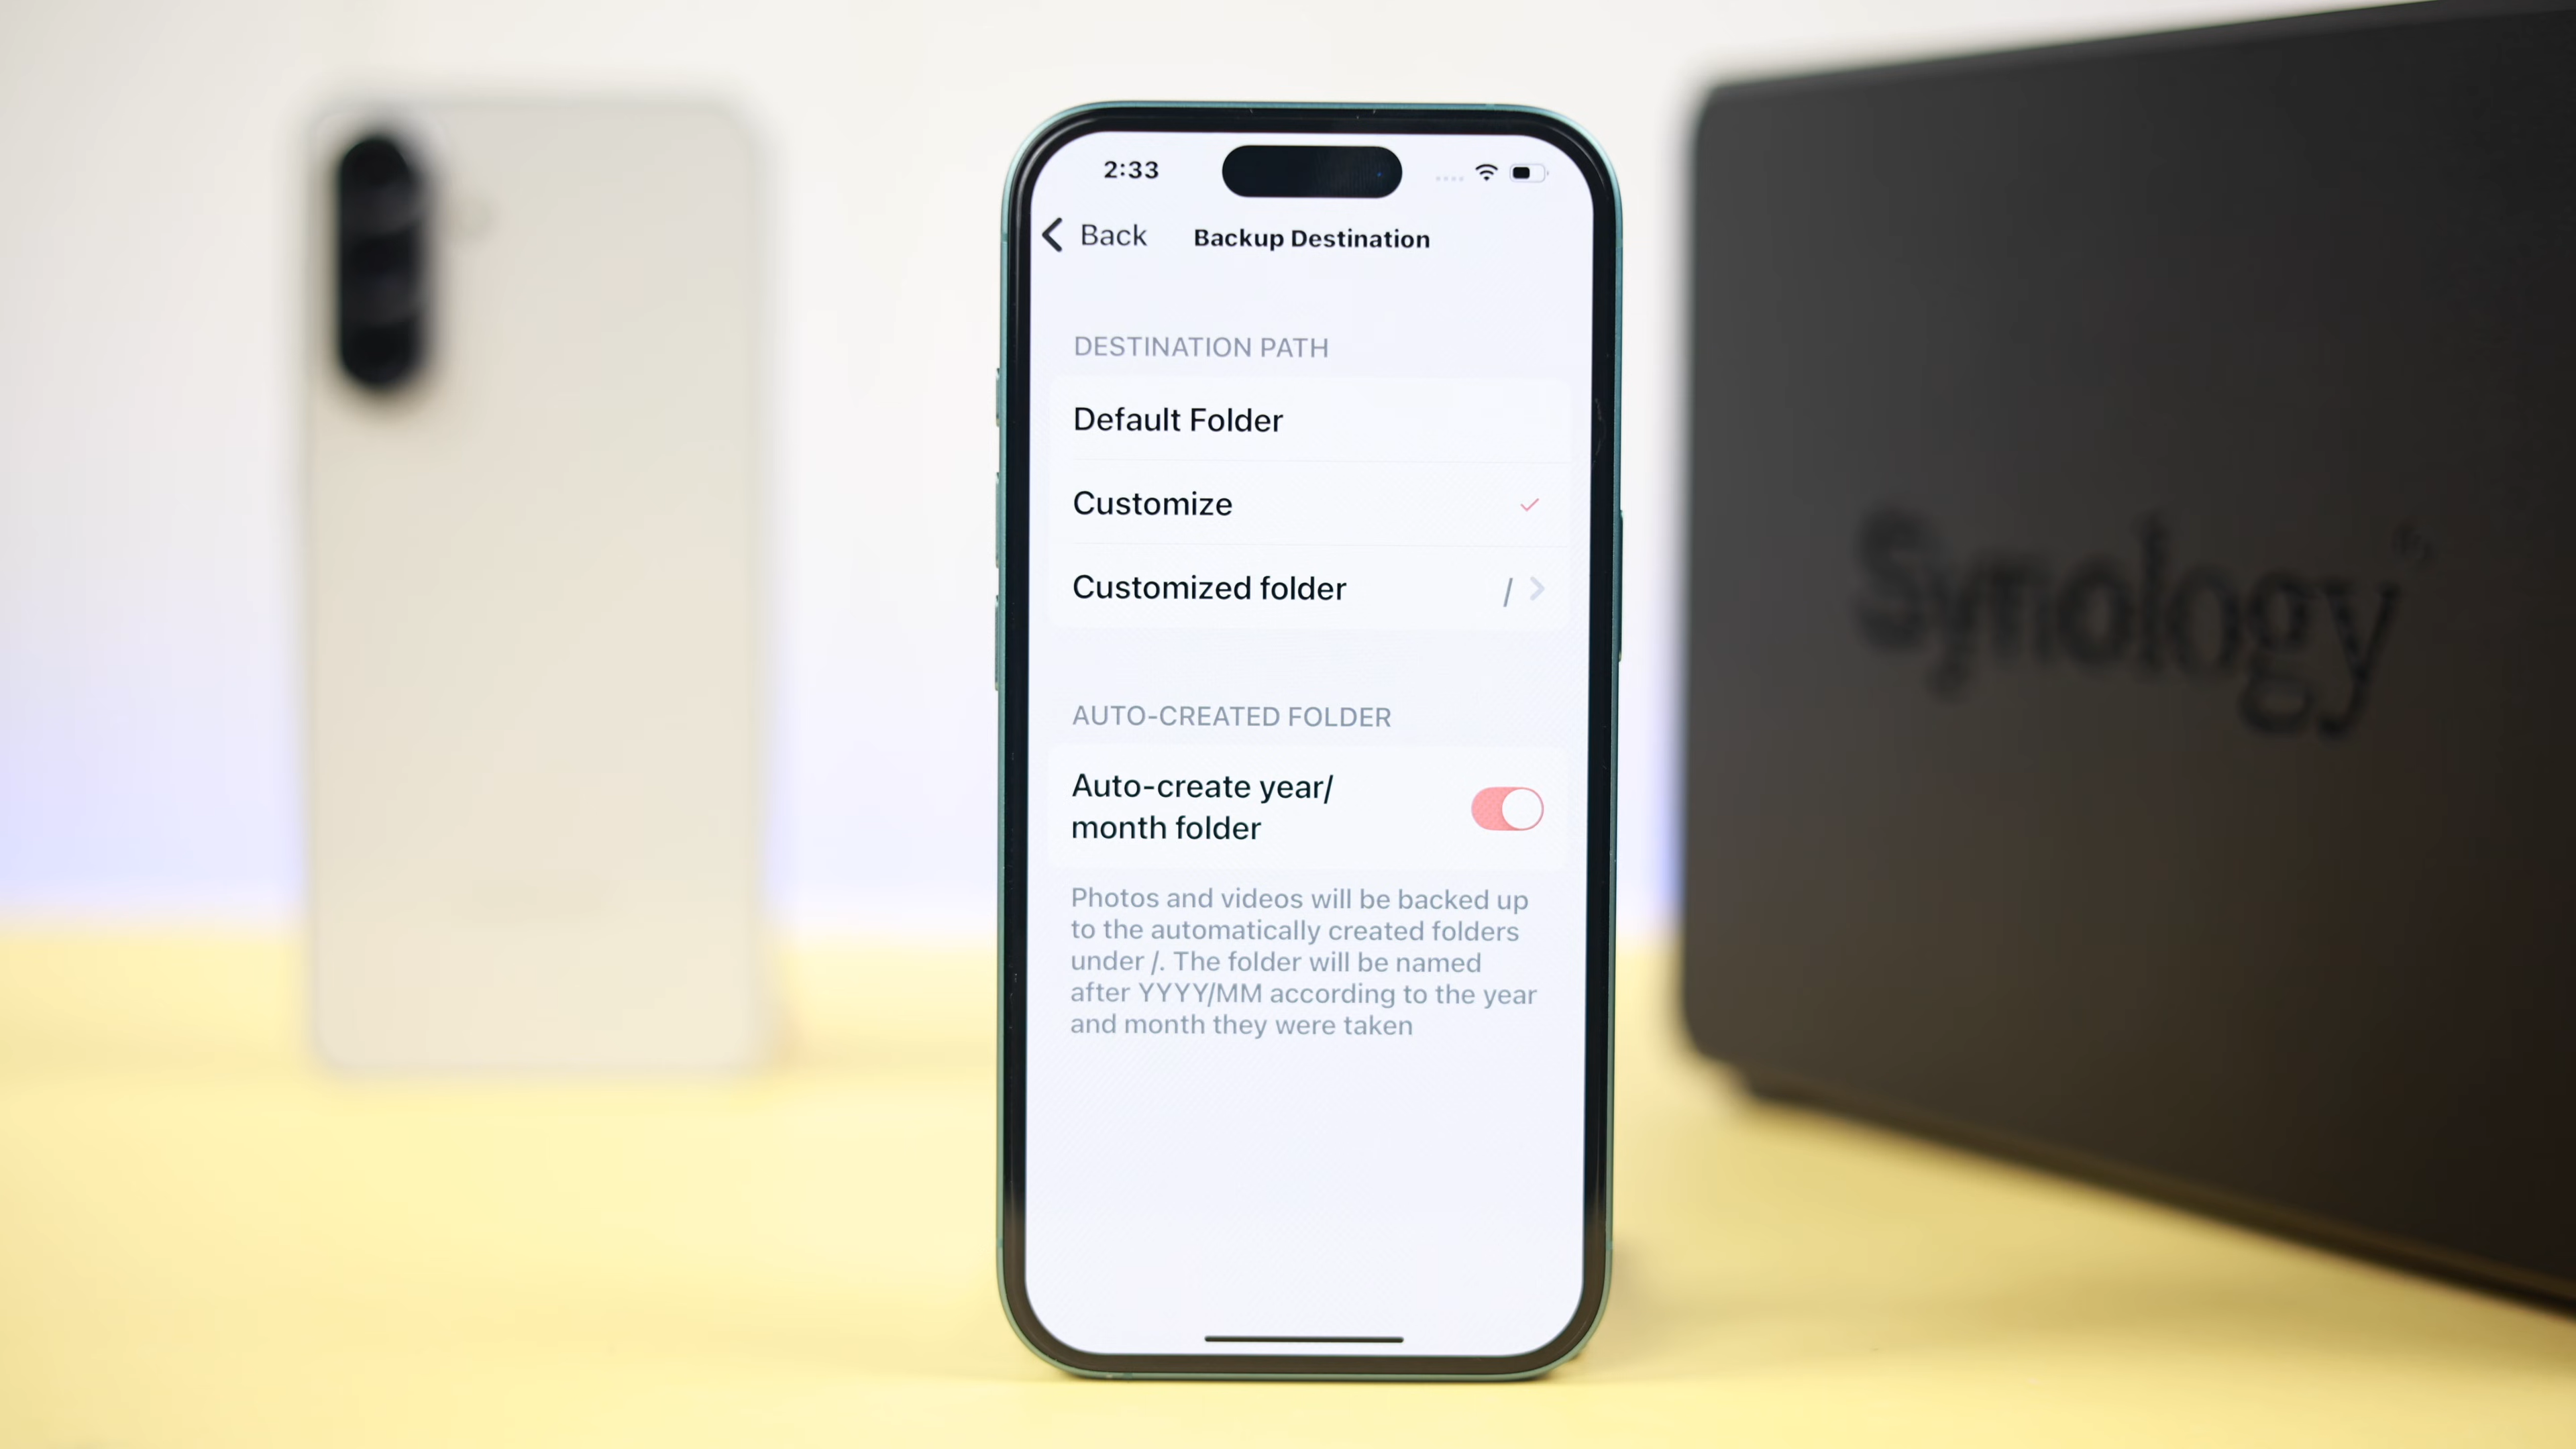 2:33
Back
Backup Destination
DESTINATION PATH
Default Folder
Customize
Customized folder /
AUTO-CREATED FOLDER
Auto-create year/
month folder
Photos and videos will be backed up
to the automatically created folders
under /. The folder will be named
after YYYY/MM according to the year
and month they were taken
Synology